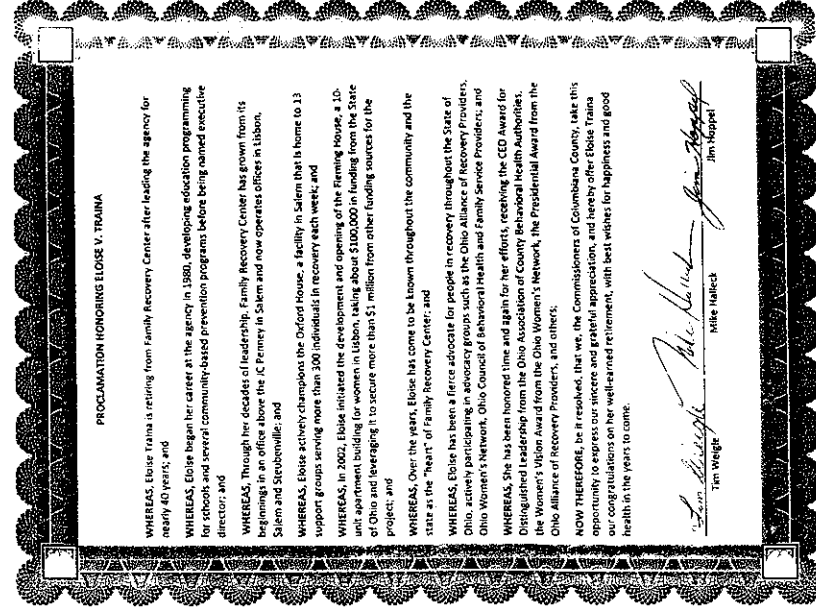 PROCLAMATION HONORING ELOISE V. TRAINA
WHEREAS, Eloise Traina is retiring from Family Recovery Center after leading the agency for
nearly 40 years; and
WHEREAS, Eloise began her career at the agency in 1980, developing education programming
for schools and several community-based prevention programs before being named executive
director; and
WHEREAS, Through her decades of leadership, Family Recovery Center has grown from its
beginnings in an office above the JC Penney in Salem and now operates offices in Lisbon,
Salem and Steubenville; and
WHEREAS, Eloise actively champions the Oxford House, a facility in Salem that is home to 13
support groups serving more than 300 individuals in recovery each week; and
WHEREAS, In 2002, Eloise initiated the development and opening of the Fleming House, a 10-
unit apartment building for women in Lisbon, taking about $100,000 in funding from the State
of Ohio and leveraging it to secure more than $1 million from other funding sources for the
project; and
WHEREAS, Over the years, Eloise has come to be known throughout the community and the
state as the "heart" of Family Recovery Center; and
WHEREAS, Eloise has been a fierce advocate for people in recovery throughout the State of
Ohio, actively participating in advocacy groups such as the Ohio Alliance of Recovery Providers,
Ohio Women's Network, Ohio Council of Behavioral Health and Family Service Providers; and
WHEREAS, She has been honored time and again for her efforts, receiving the CEO Award for
Distinguished Leadership from the Ohio Association of County Behavioral Health Authorities,
the Women's Vision Award from the Ohio Women's Network, the Presidential Award from the
Ohio Alliance of Recovery Providers, and others;
NOW THEREFORE, be it resolved, that we, the Commissioners of Columbiana County, take this
opportunity to express our sincere and grateful appreciation, and hereby offer Eloise Traina
our congratulations on her well-earned retirement, with best wishes for happiness and good
health in the years to come.
Tim Weigle Mike Halleck Jim Hoppel
Tim Weigle Mike Halleck Jim Hoppel